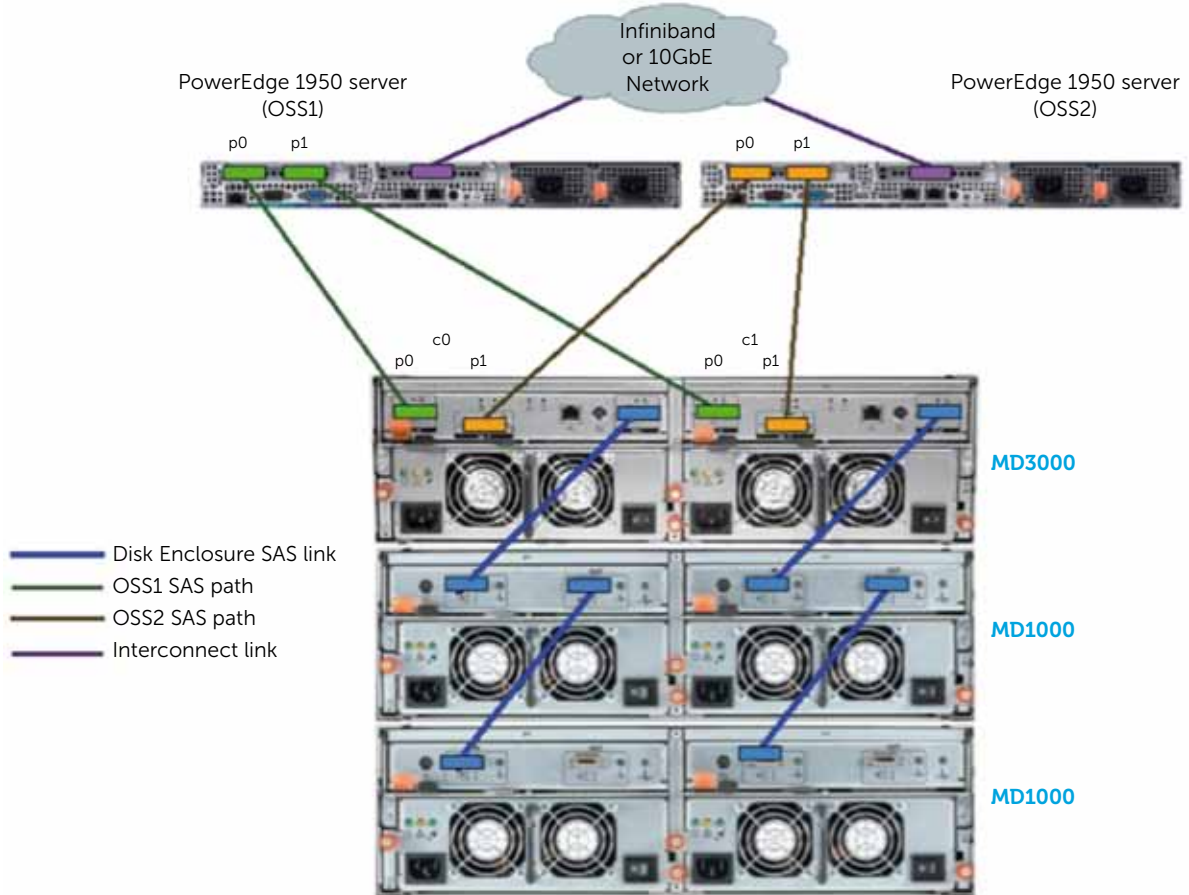 Infiniband
or 10GbE
Network
PowerEdge 1950 server
(OSS1)
PowerEdge 1950 server
(OSS2)
p0 p1
p0 p1
c0
c1
p0 p1
p0 p1
MD3000
Disk Enclosure SAS link
OSS1 SAS path
OSS2 SAS path
Interconnect link
MD1000
MD1000